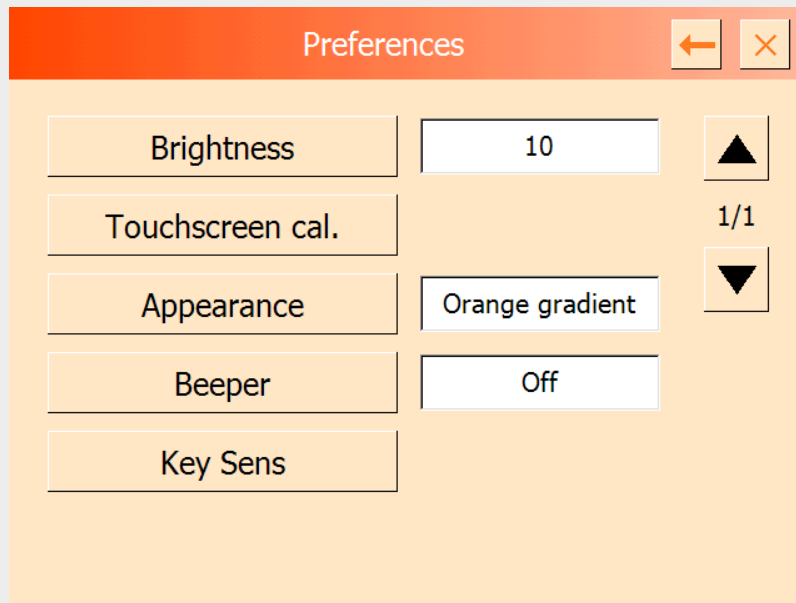 Preferences
Brightness 10
1/1
Touchscreen cal.
Appearance Orange gradient
Beeper Off
Key Sens